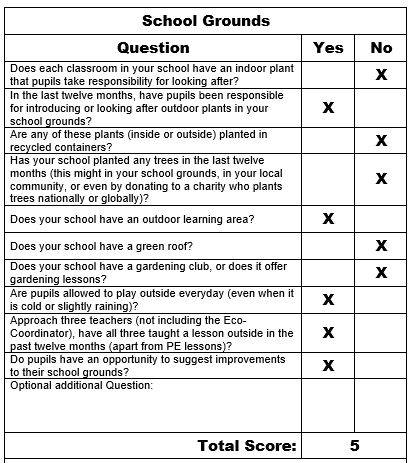 School Grounds
Question Yes No
Does each classroom in your school have an indoor plant
that pupils take responsibility for looking after? X
In the last twelve months, have pupils been responsible
for introducing or looking after outdoor plants in your X
school grounds?
Are any of these plants (inside or outside) planted in
recycled containers? X
Has your school planted any trees in the last twelve
months (this might in your school grounds, in your local X
community, or even by donating to a charity who plants
trees nationally or globally)?
Does your school have an outdoor learning area? X
Does your school have a green roof? X
Does your school have a gardening club, or does it offer X
gardening lessons?
Are pupils allowed to play outside everyday (even when it X
is cold or slightly raining)?
Approach three teachers (not including the Eco-
Coordinator), have all three taught a lesson outside in the X
past twelve months (apart from PE lessons)?
Do pupils have an opportunity to suggest improvements X
to their school grounds?
Optional additional Question:
Total Score: 5